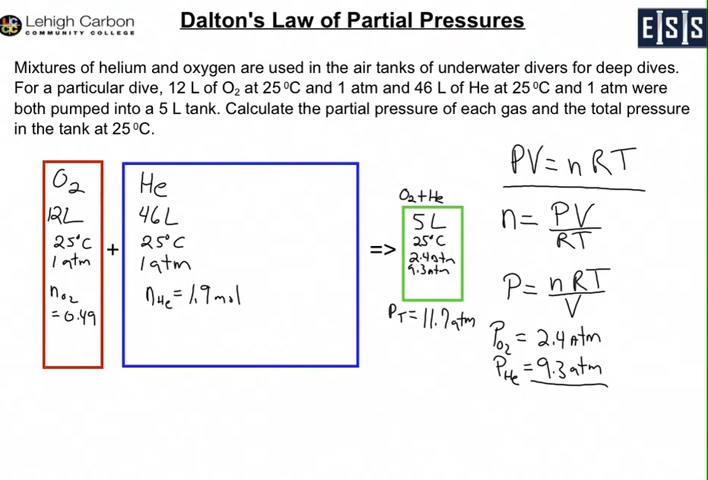 Lehigh Carbon
COMMUNITY COLLEGE
Dalton's Law of Partial Pressures
E|S|S
Mixtures of helium and oxygen are used in the air tanks of underwater divers for deep dives.
For a particular dive, 12 L of O₂ at 25 ⁰C and 1 atm and 46 L of He at 25 ⁰C and 1 atm were
both pumped into a 5 L tank. Calculate the partial pressure of each gas and the total pressure
in the tank at 25 ⁰C.
O₂
12L
25°C
1 atm
n_O₂
= 0.49
+
He
46L
25°C
1 atm
n_He = 1.9 mol
=>
O₂ + He
5L
25°C
2.4 atm
9.3 atm
P_T = 11.7 atm
PV = nRT
n = PV/RT
P = nRT/V
P_O₂ = 2.4 atm
P_He = 9.3 atm